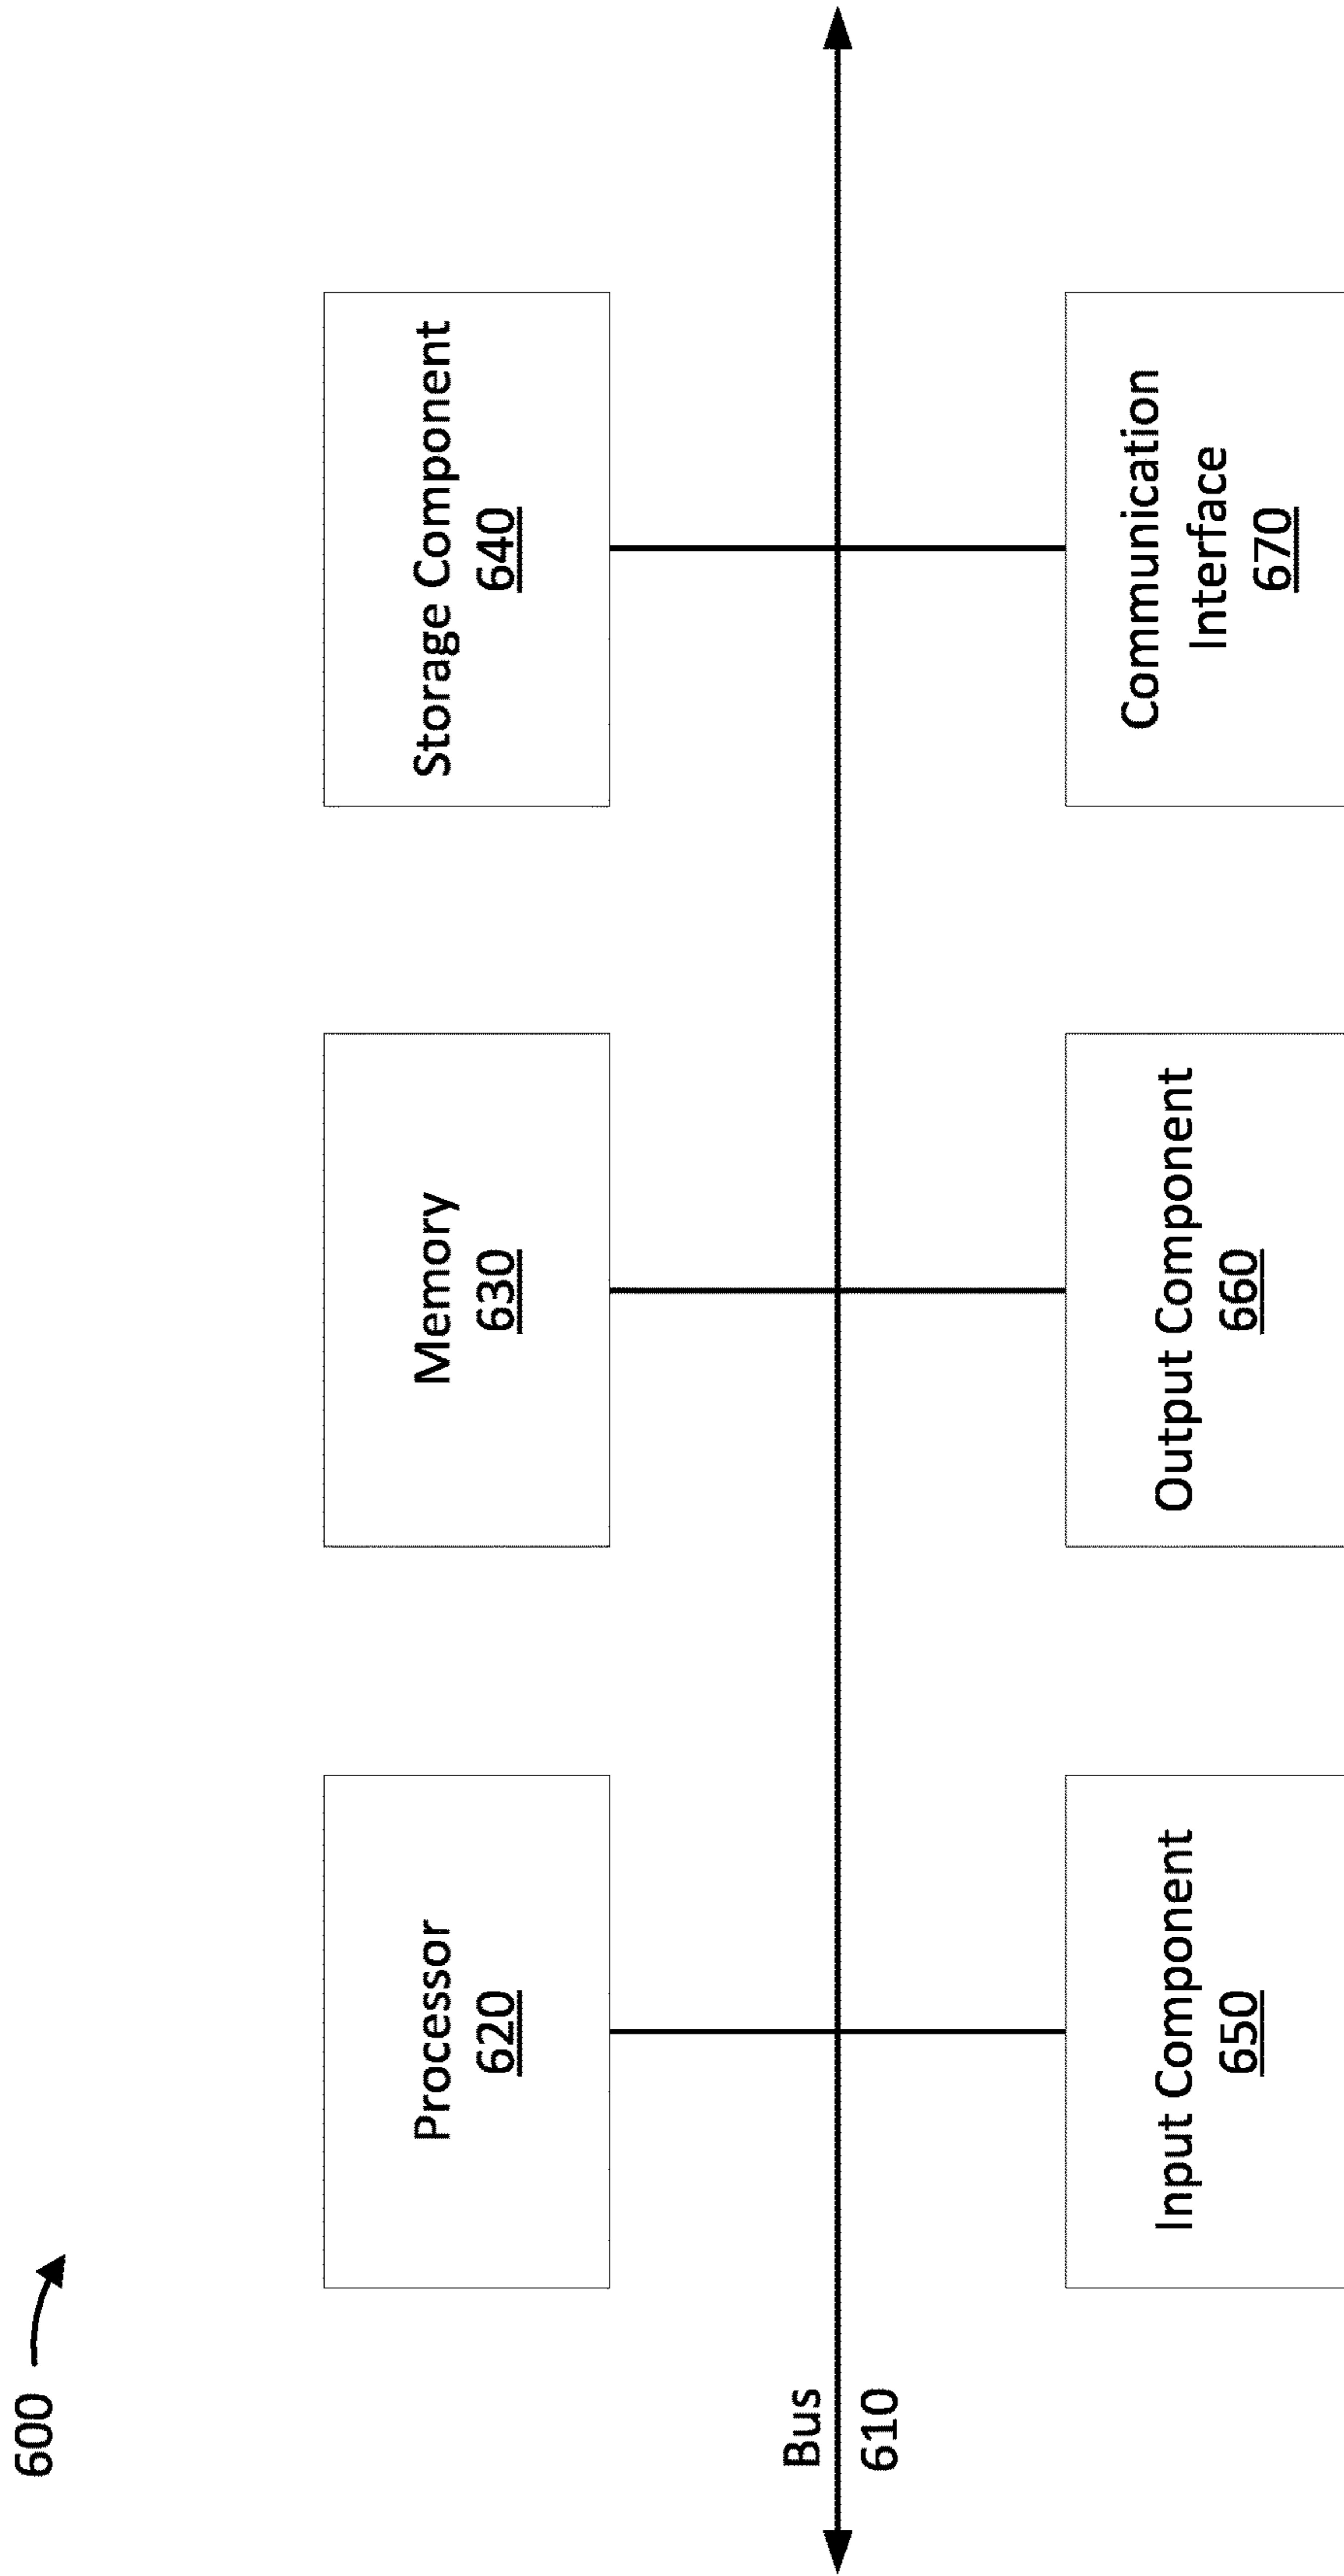 600
Processor
620
Memory
630
Storage Component
640
Bus
610
Input Component
650
Output Component
660
Communication
Interface
670